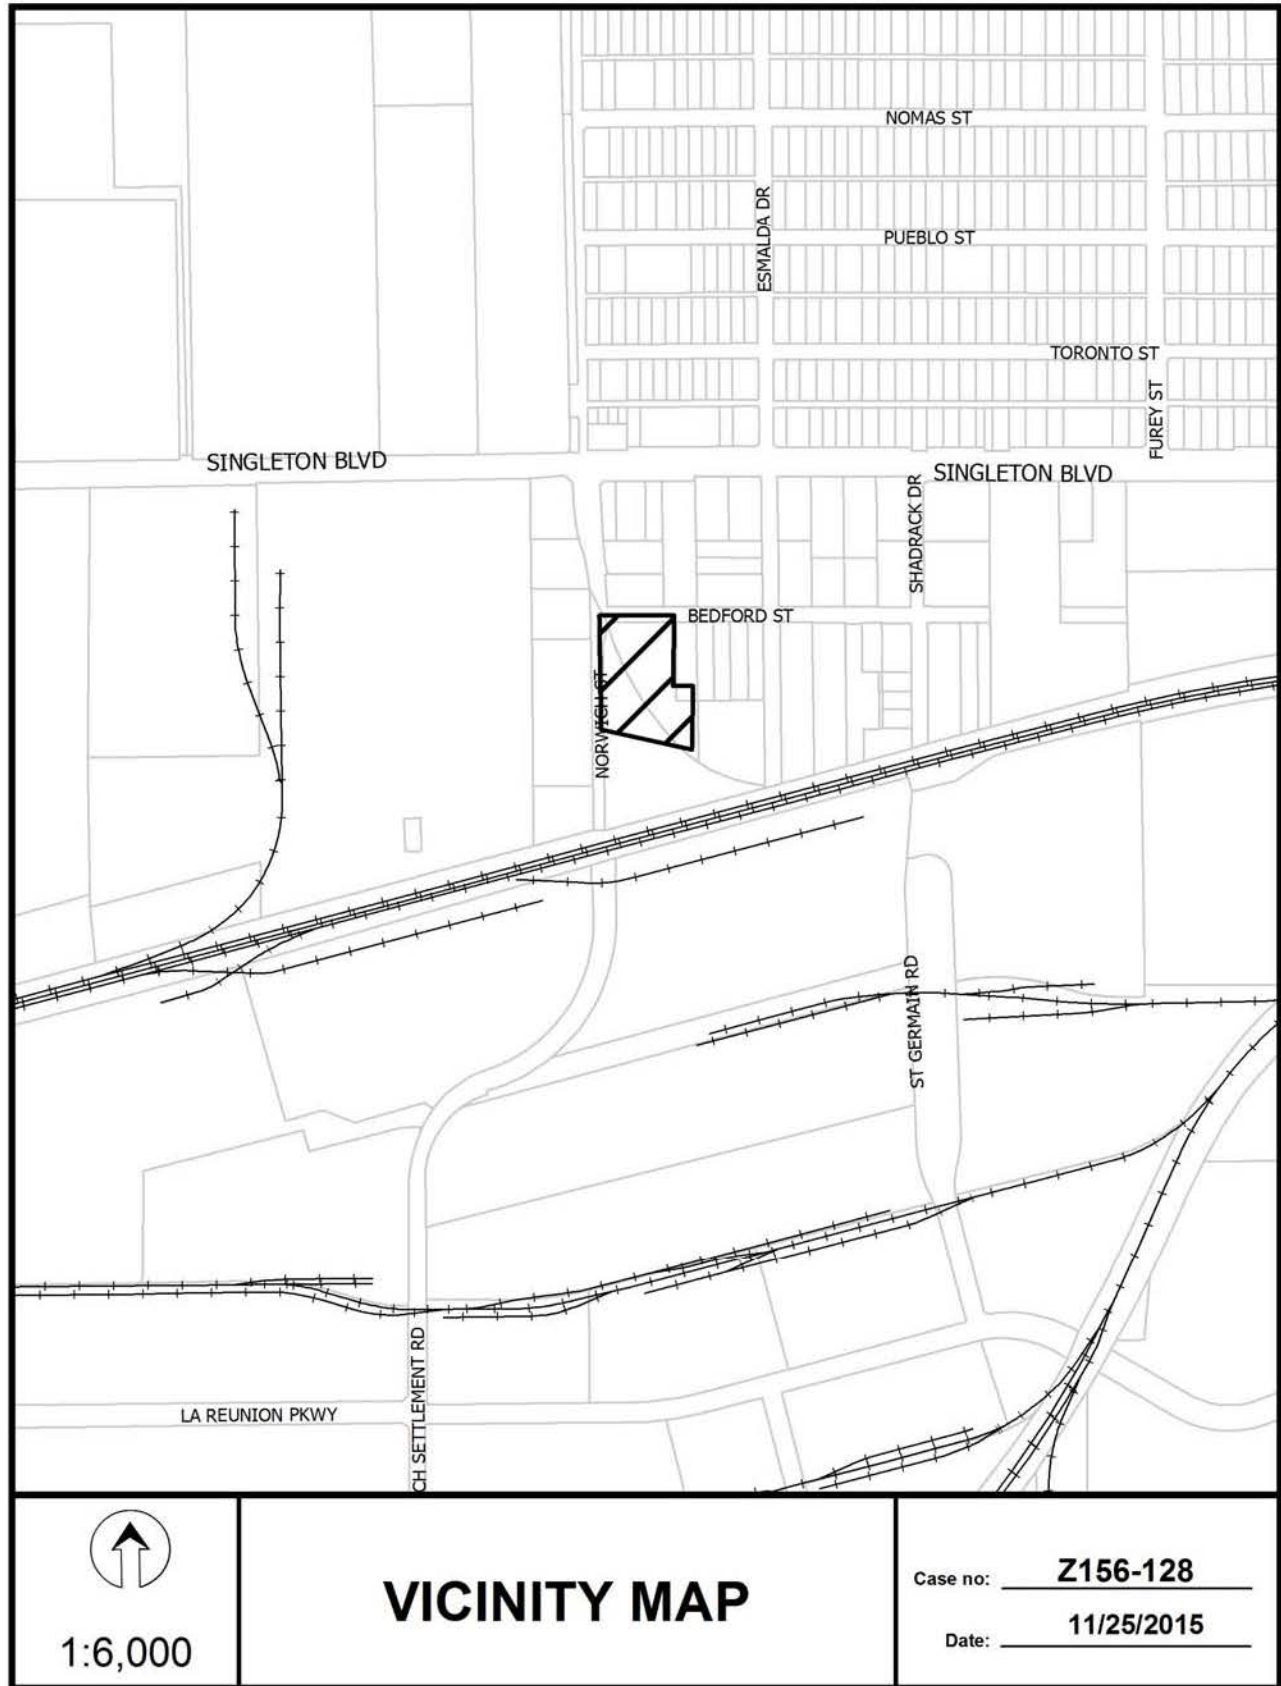 NOMAS ST
ESMALDA DR
PUEBLO ST
TORONTO ST
FUREY ST
SINGLETON BLVD
SINGLETON BLVD
SHADRACK DR
BEDFORD ST
NORWICH ST
ST GERMAIN RD
CH SETTLEMENT RD
LA REUNION PKWY
1:6,000
VICINITY MAP
Case no: Z156-128
Date: 11/25/2015